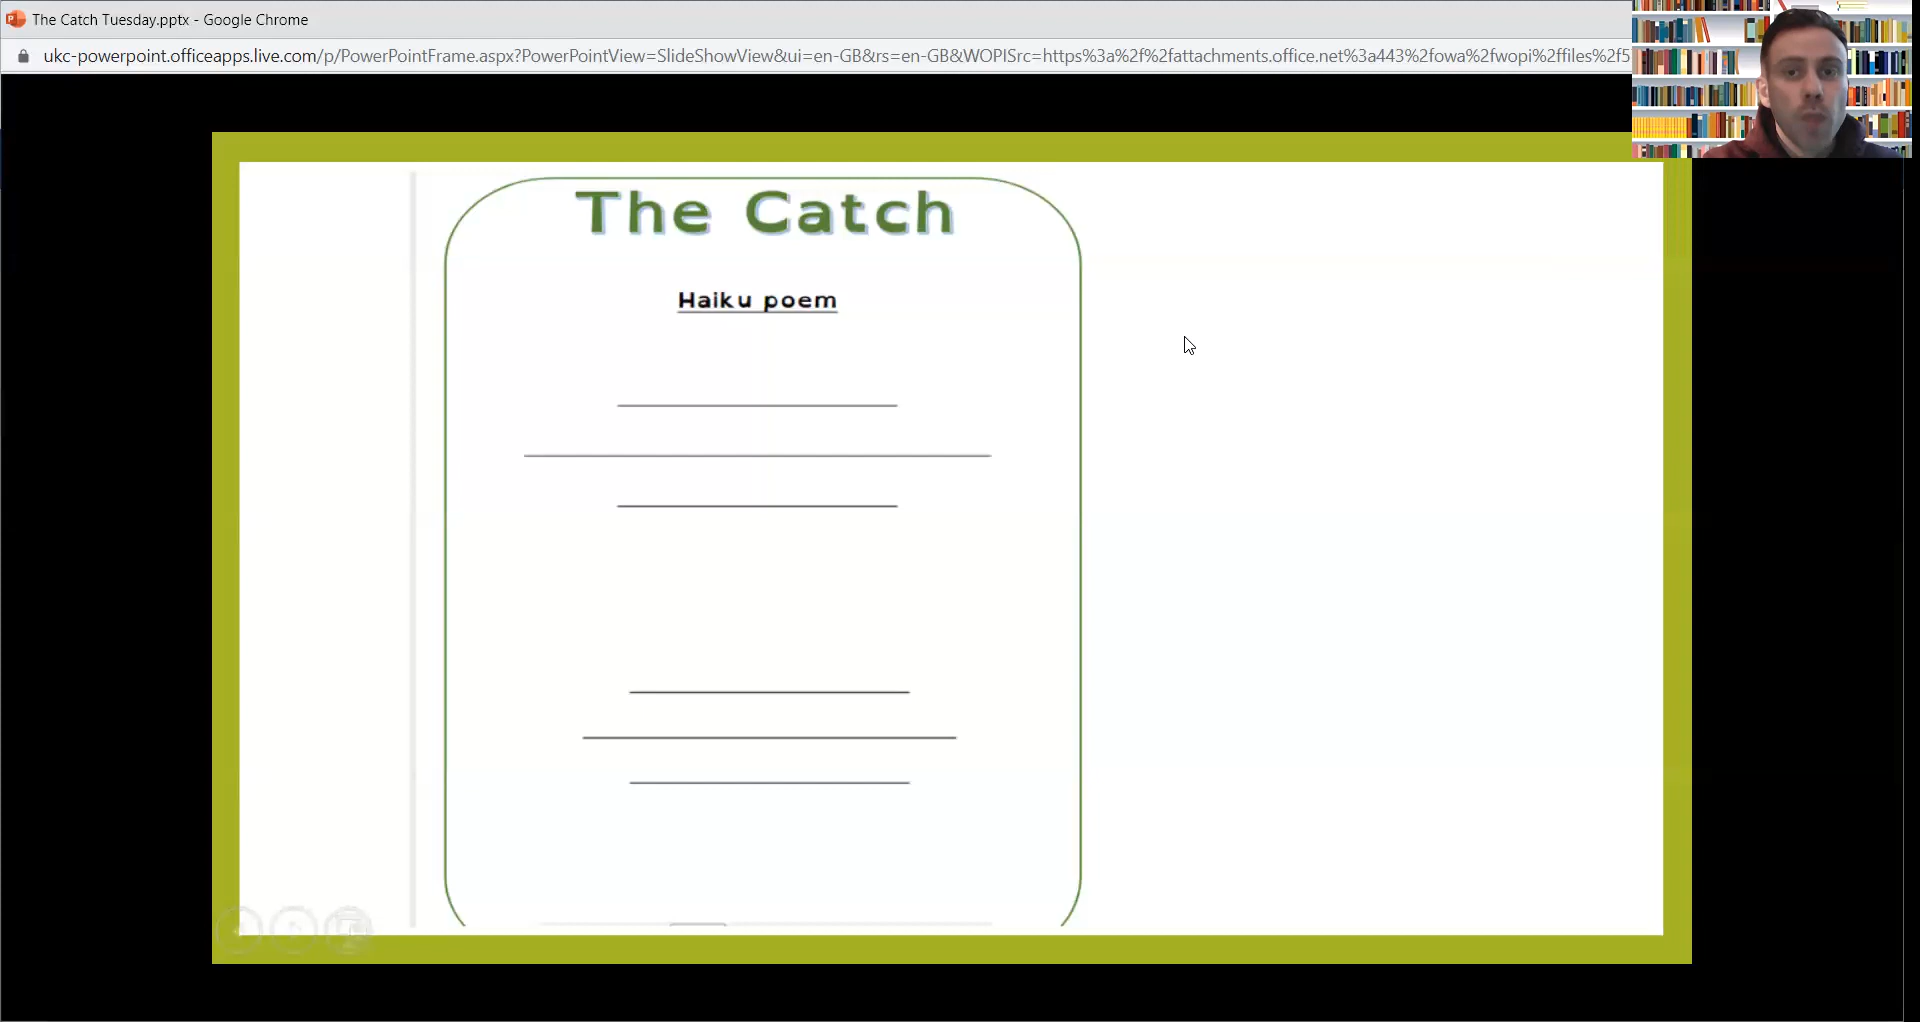 The Catch Tuesday.pptx - Google Chrome
ukc-powerpoint.officeapps.live.com/p/PowerPointFrame.aspx?PowerPointView=SlideShowView&ui=en-GB&rs=en-GB&WOPISrc=https%3a%2f%2fattachments.office.net%3a443%2fowa%2fwopi%2ffiles%2f5
The Catch
Haiku poem